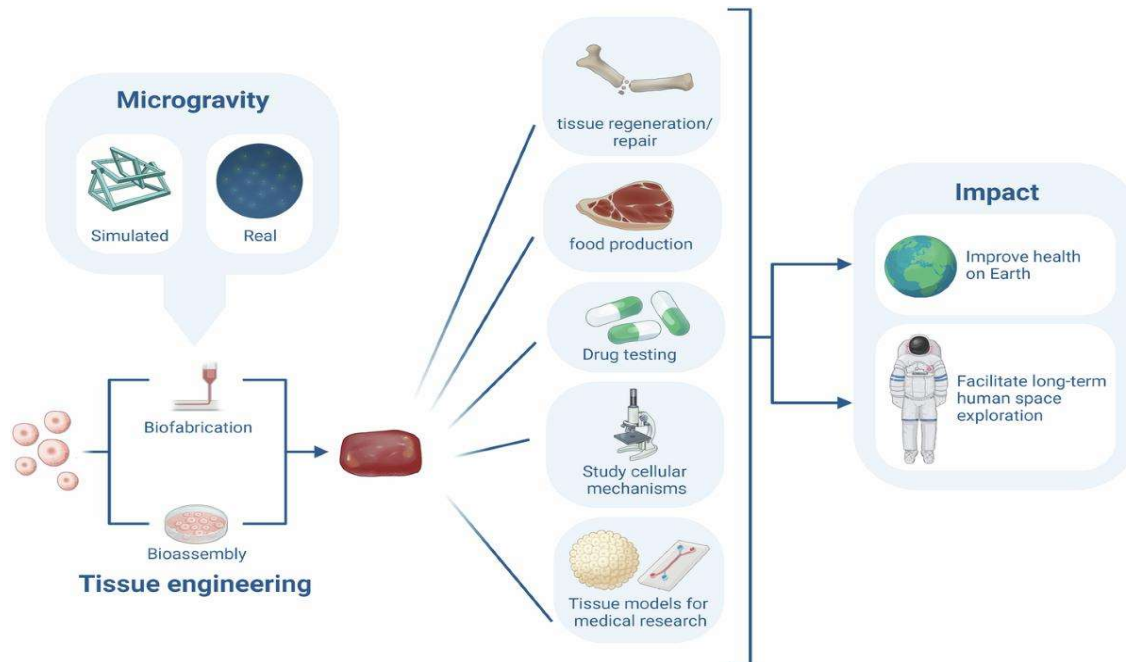 Microgravity
Simulated
Real
Biofabrication
Bioassembly
Tissue engineering
tissue regeneration/
repair
food production
Drug testing
Study cellular
mechanisms
Tissue models for
medical research
Impact
Improve health
on Earth
Facilitate long-term
human space
exploration